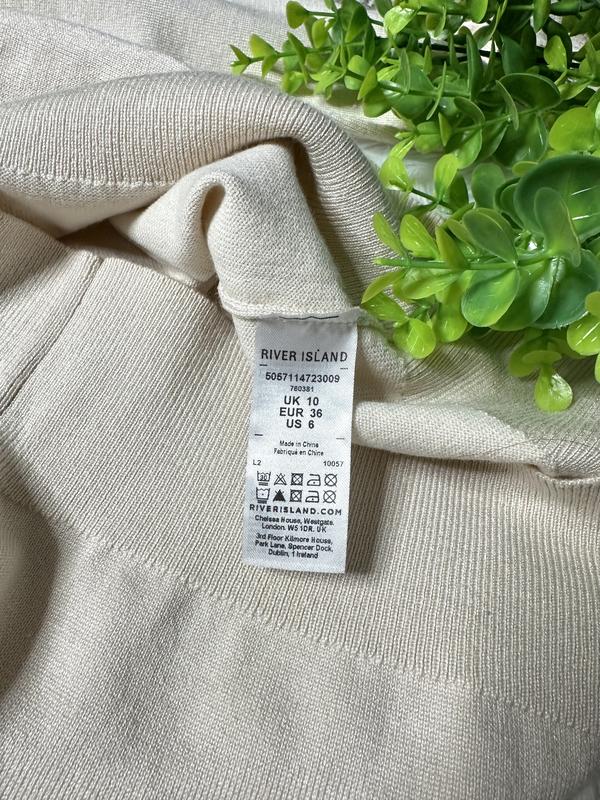 RIVER ISLAND
5057114723009
760381
UK 10
EUR 36
US 6
Made in China
Fabriqué en Chine
L2 10057
30
RIVERISLAND.COM
Chelsea House, Westgate,
London. W5 1DR. UK
3rd Floor Kilmore House,
Park Lane, Spencer Dock,
Dublin, 1 Ireland